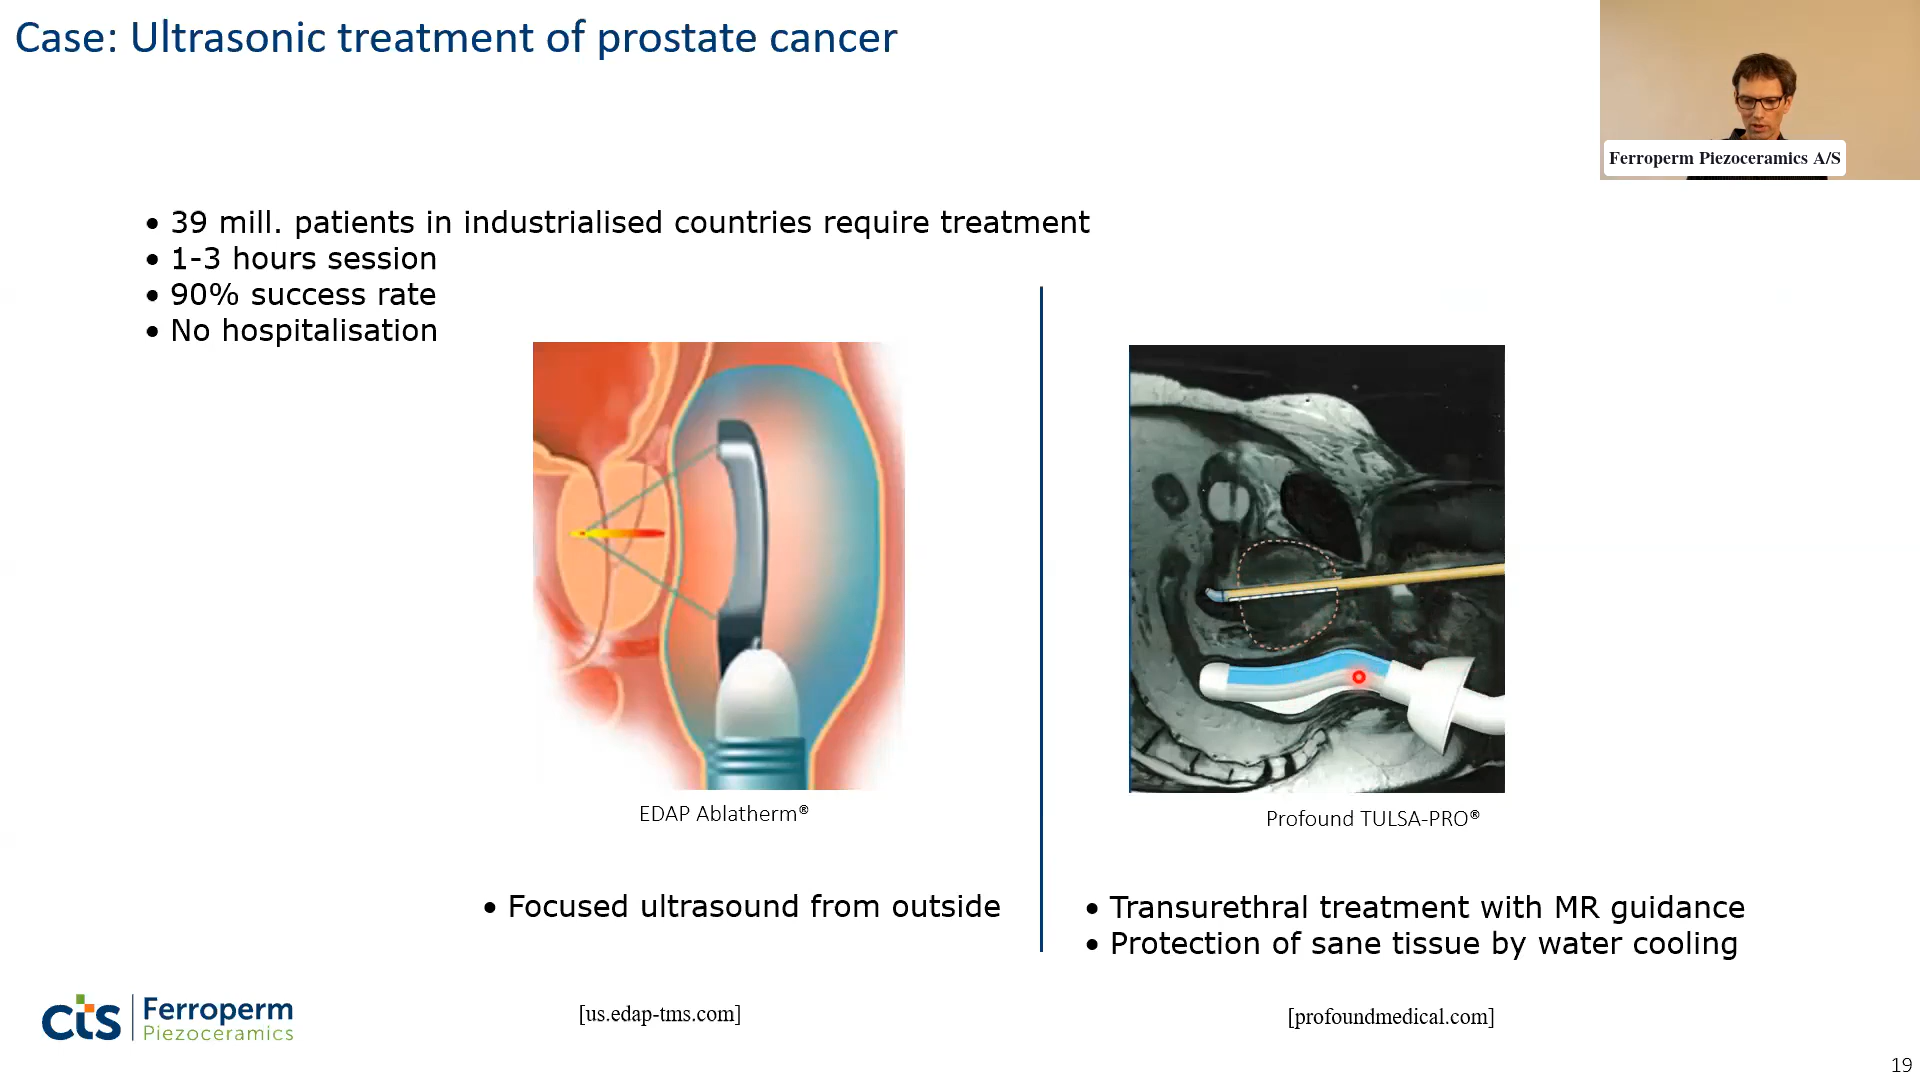 Case: Ultrasonic treatment of prostate cancer
Ferroperm Piezoceramics A/S
• 39 mill. patients in industrialised countries require treatment
• 1-3 hours session
• 90% success rate
• No hospitalisation
EDAP Ablatherm®
Profound TULSA-PRO®
• Focused ultrasound from outside
• Transurethral treatment with MR guidance
• Protection of sane tissue by water cooling
cts Ferroperm
Piezoceramics
[us.edap-tms.com]
[profoundmedical.com]
19